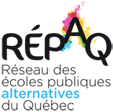 RÉPAQ
Réseau des
écoles publiques
alternatives
du Québec